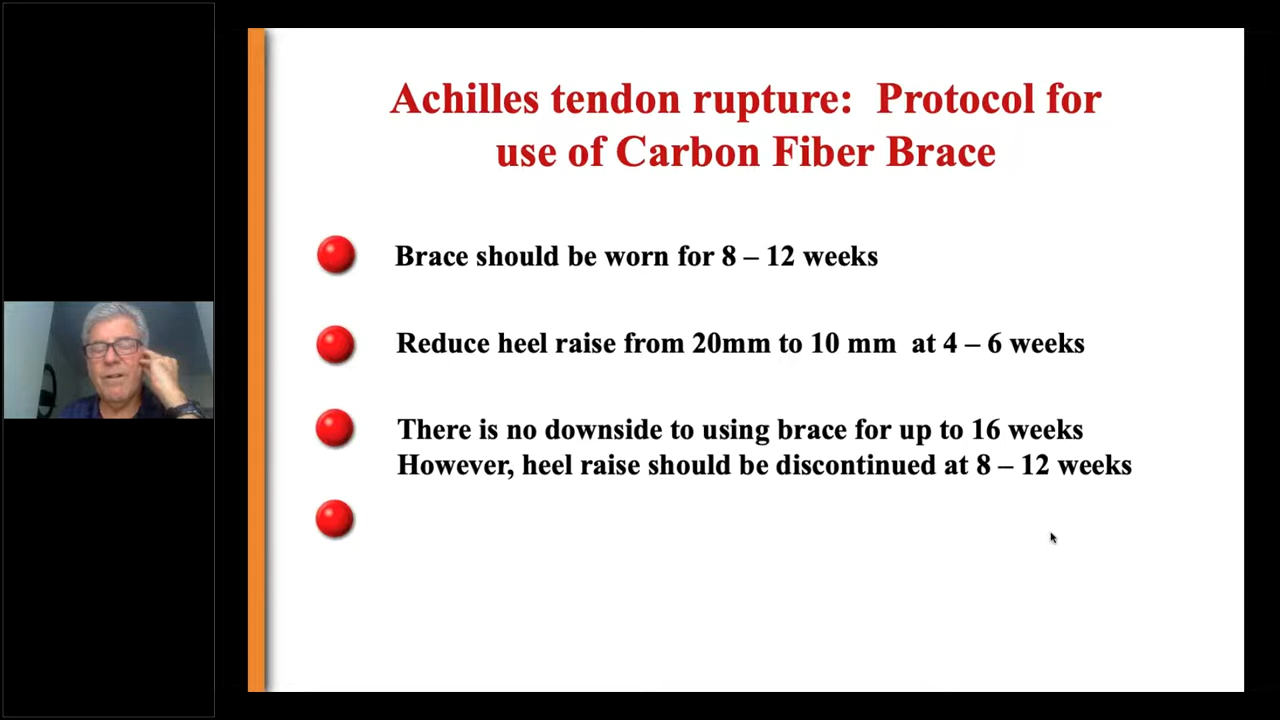 Achilles tendon rupture: Protocol for
use of Carbon Fiber Brace
Brace should be worn for 8 – 12 weeks
Reduce heel raise from 20mm to 10 mm at 4 – 6 weeks
There is no downside to using brace for up to 16 weeks
However, heel raise should be discontinued at 8 – 12 weeks